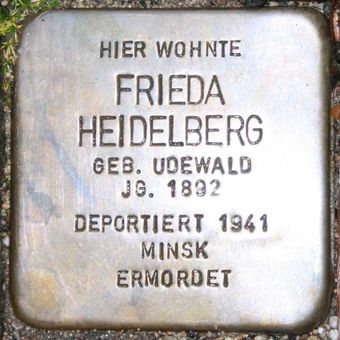 HIER WOHNTE
FRIEDA
HEIDELBERG
GEB. UDEWALD
JG. 1892
DEPORTIERT 1941
MINSK
ERMORDET